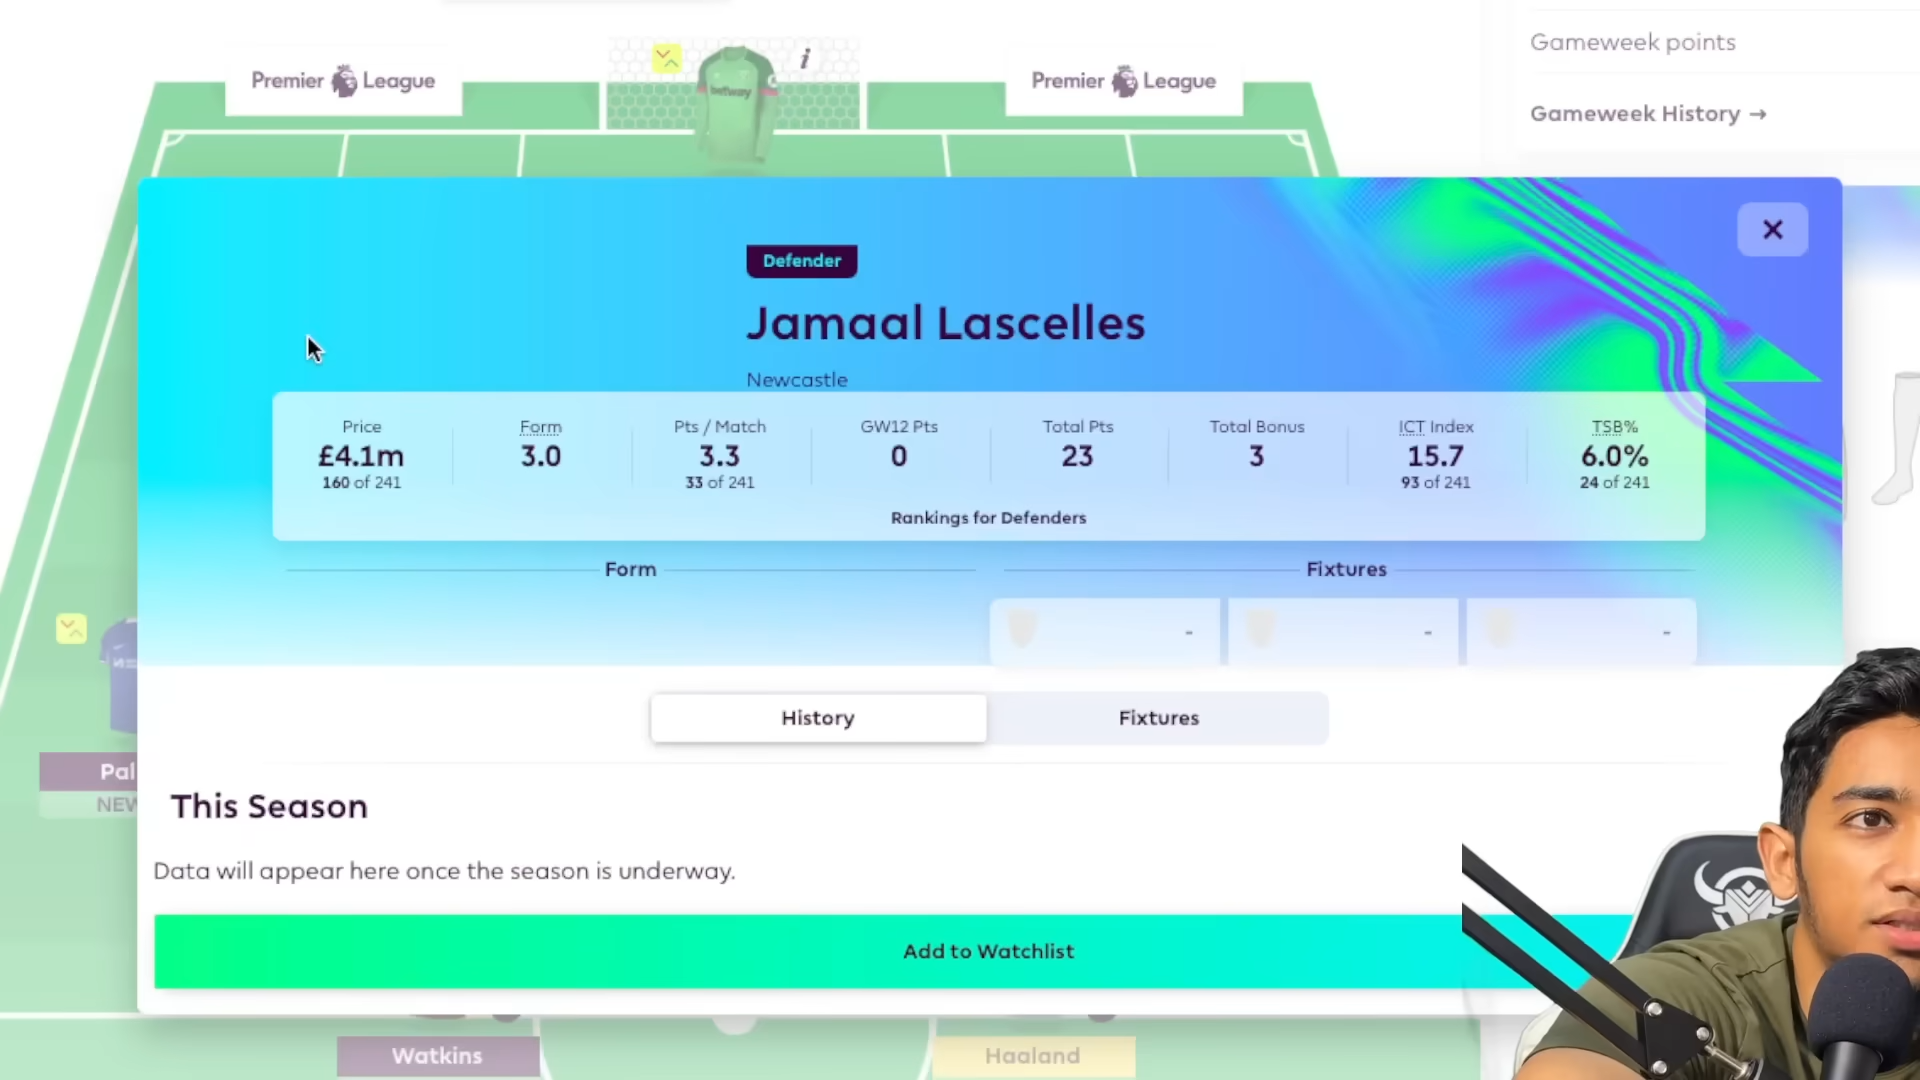 Gameweek points
Premier League
i
Premier League
betway
Gameweek History →
Defender
Jamaal Lascelles
Newcastle
Price Form Pts / Match GW12 Pts Total Pts Total Bonus ICT Index TSB%
£4.1m 3.0 3.3 0 23 3 15.7 6.0%
160 of 241 33 of 241 93 of 241 24 of 241
Rankings for Defenders
Form Fixtures
- - -
History Fixtures
Pal
NEW
This Season
Data will appear here once the season is underway.
Add to Watchlist
Watkins Haaland